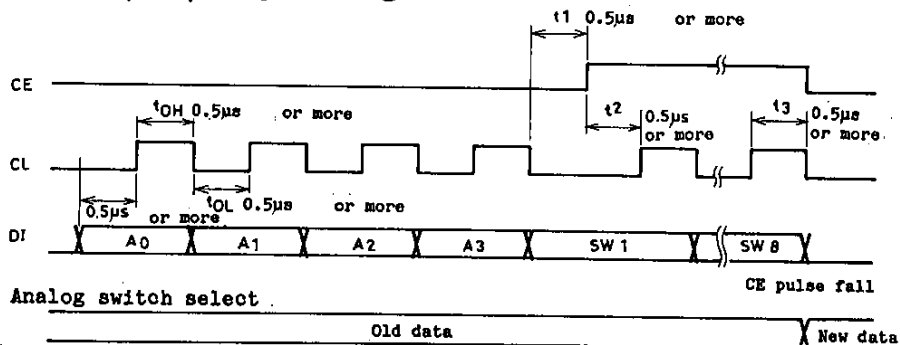 t1 0.5µs or more
CE
tOH 0.5µs or more
t2 0.5µs or more
t3 0.5µs or more
CL
0.5µs or more
tOL 0.5µs or more
DI
A0 A1 A2 A3 SW 1 SW 8
CE pulse fall
Analog switch select
Old data New data